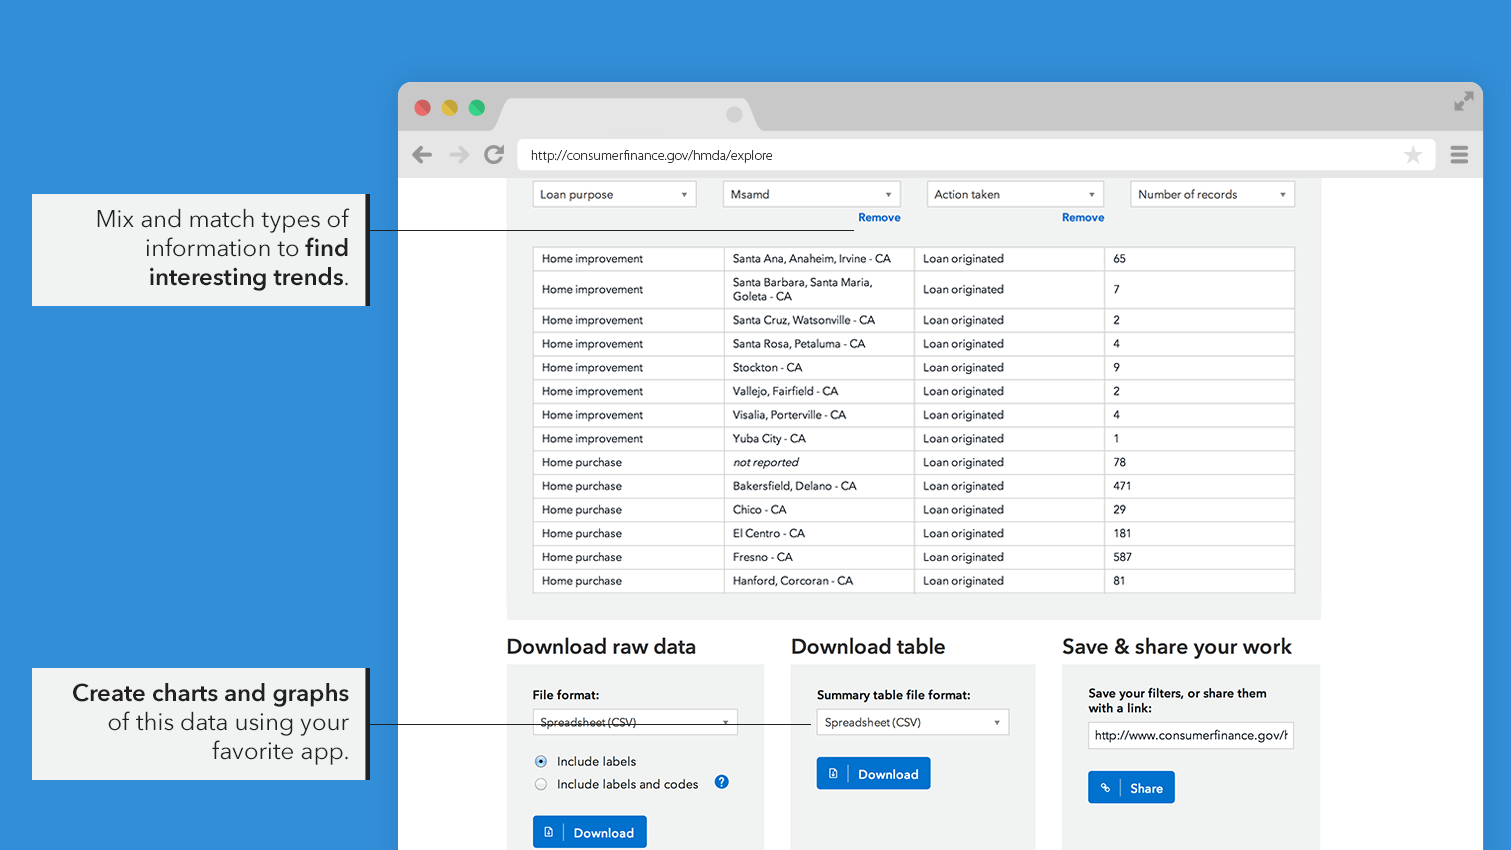 http://consumerfinance.gov/hmda/explore
Loan purpose Msamd Action taken Number of records
Remove Remove
Mix and match types of
information to find
interesting trends.
Home improvement Santa Ana, Anaheim, Irvine - CA Loan originated 65
Home improvement Santa Barbara, Santa Maria, Loan originated 7
Goleta - CA
Home improvement Santa Cruz, Watsonville - CA Loan originated 2
Home improvement Santa Rosa, Petaluma - CA Loan originated 4
Home improvement Stockton - CA Loan originated 9
Home improvement Vallejo, Fairfield - CA Loan originated 2
Home improvement Visalia, Porterville - CA Loan originated 4
Home improvement Yuba City - CA Loan originated 1
Home purchase not reported Loan originated 78
Home purchase Bakersfield, Delano - CA Loan originated 471
Home purchase Chico - CA Loan originated 29
Home purchase El Centro - CA Loan originated 181
Home purchase Fresno - CA Loan originated 587
Home purchase Hanford, Corcoran - CA Loan originated 81
Create charts and graphs
of this data using your
favorite app.
Download raw data
File format:
Spreadsheet (CSV)
Include labels
Include labels and codes ?
Download
Download table
Summary table file format:
Spreadsheet (CSV)
Download
Save & share your work
Save your filters, or share them
with a link:
http://www.consumerfinance.gov/h
Share